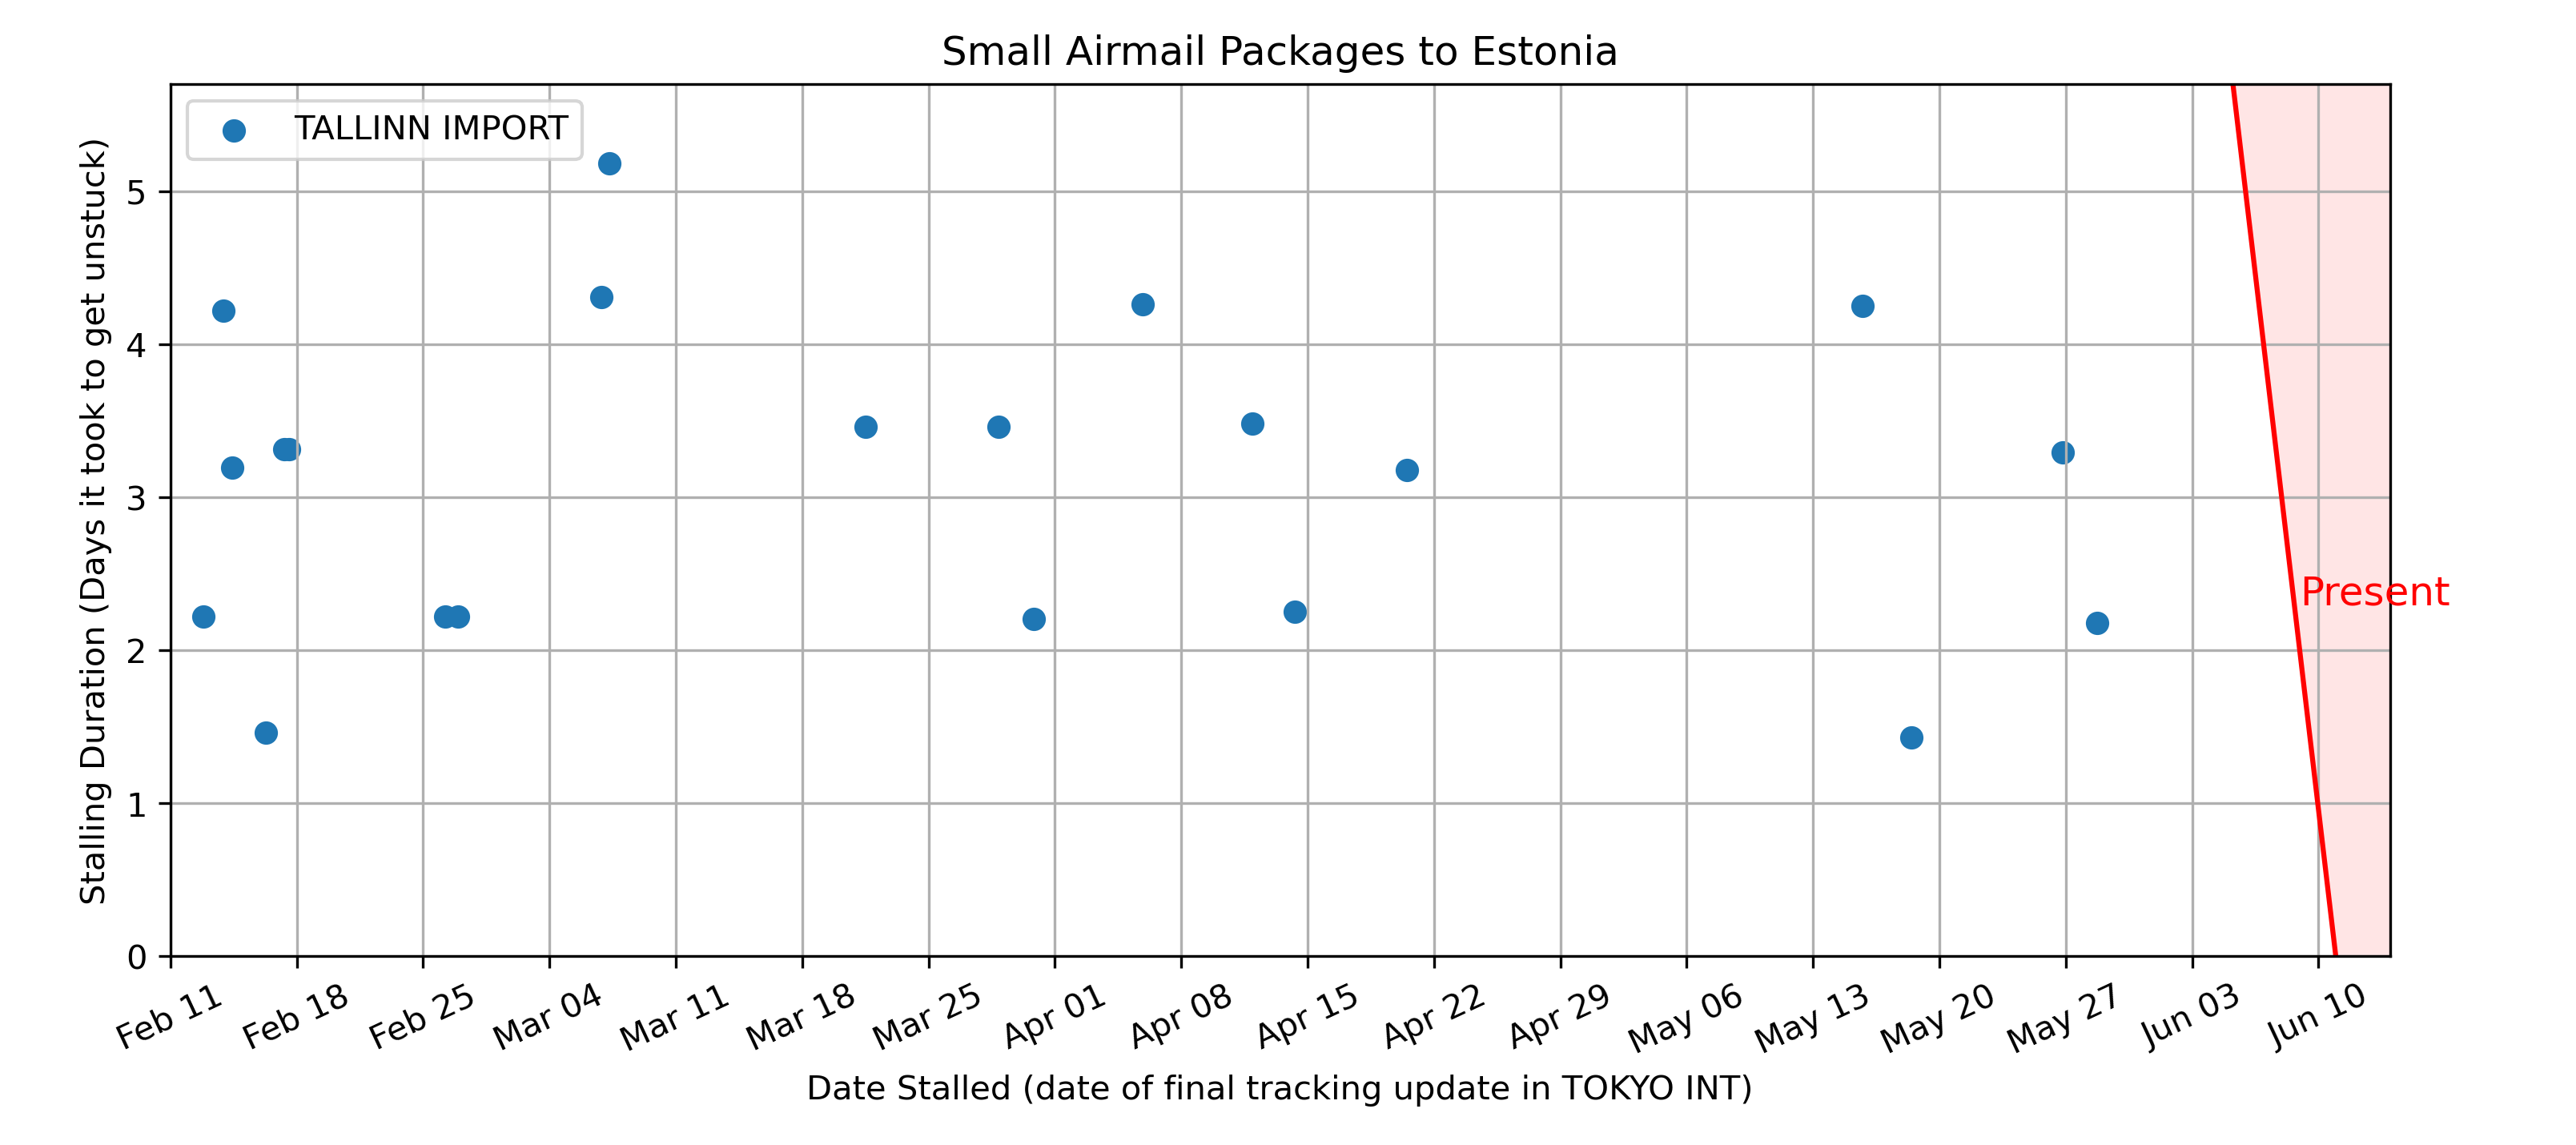 Small Airmail Packages to Estonia
TALLINN IMPORT
Stalling Duration (Days it took to get unstuck)
5
4
3
2
1
0
Present
Feb 11
Feb 18
Feb 25
Mar 04
Mar 11
Mar 18
Mar 25
Apr 01
Apr 08
Apr 15
Apr 22
Apr 29
May 06
May 13
May 20
May 27
Jun 03
Jun 10
Date Stalled (date of final tracking update in TOKYO INT)